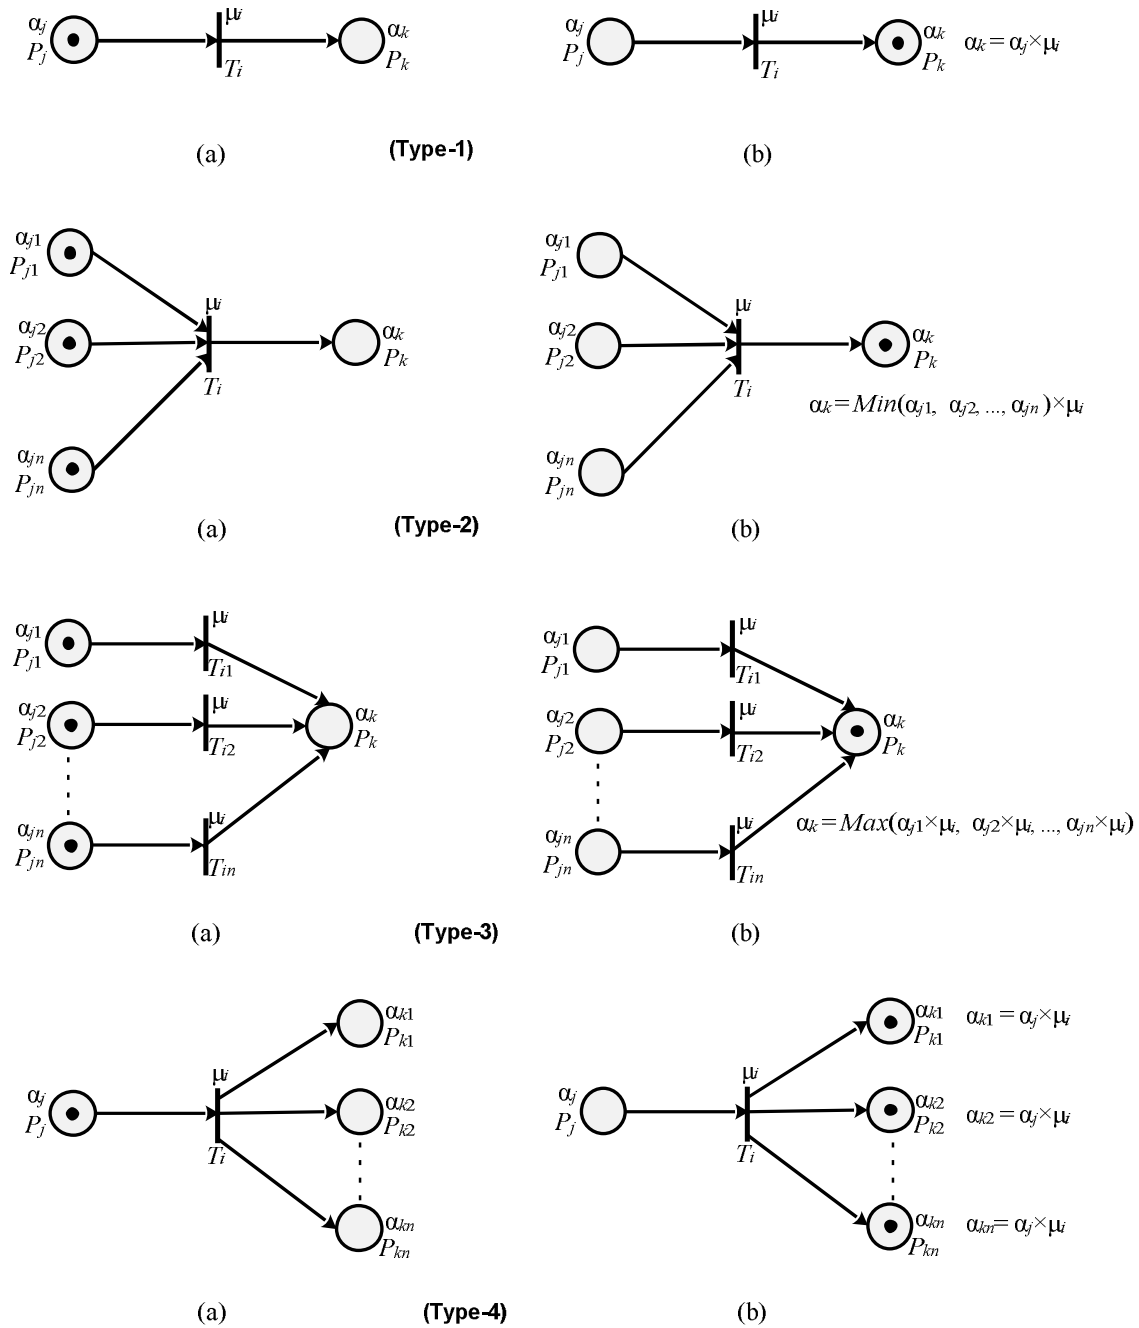 αj μi αk αj μi αk αk = αj×μi
Pj Ti Pk Pj Ti Pk
(a) (Type-1) (b)
αj1 αj1
Pj1 Pj1
μi μi
αj2 αk αj2 αk
Pj2 Pk Pj2 Pk
Ti Ti
αk = Min(αj1, αj2, ..., αjn)×μi
αjn αjn
Pjn Pjn
(a) (Type-2) (b)
μi μi
αj1 αj1
Pj1 Ti1 Pj1 Ti1
μi μi
αj2 αk αj2 αk
Pj2 Ti2 Pk Pj2 Ti2 Pk
μi μi
αjn αjn αk = Max(αj1×μi, αj2×μi, ..., αjn×μi)
Pjn Tin Pjn Tin
(a) (Type-3) (b)
αk1 αk1 αk1 = αj×μi
Pk1 Pk1
μi μi
αj αk2 αj αk2 αk2 = αj×μi
Pj Pk2 Pj Pk2
Ti Ti
αkn αkn αkn = αj×μi
Pkn Pkn
(a) (Type-4) (b)